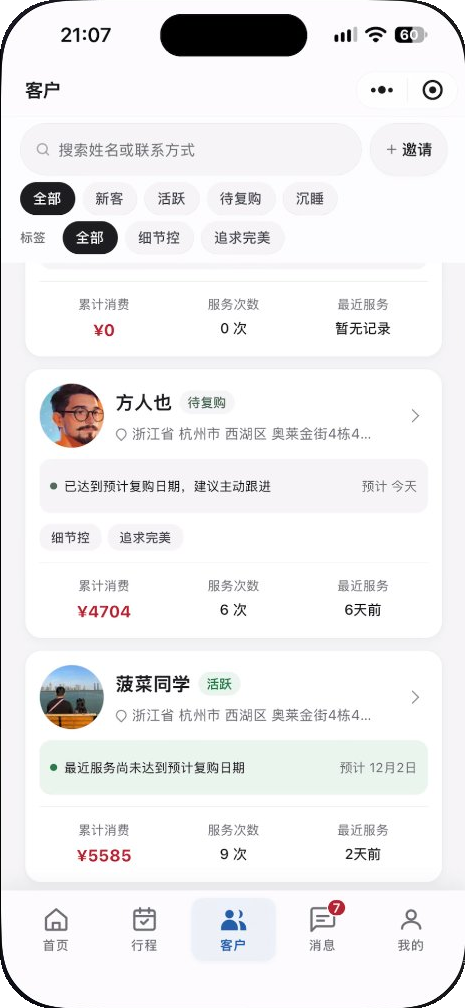 21:07
60
客户
搜索姓名或联系方式
+ 邀请
全部 新客 活跃 待复购 沉睡
标签 全部 细节控 追求完美
累计消费 服务次数 最近服务
¥0 0 次 暂无记录
方人也 待复购
浙江省 杭州市 西湖区 奥莱金街4栋4...
已达到预计复购日期，建议主动跟进 预计 今天
细节控 追求完美
累计消费 服务次数 最近服务
¥4704 6 次 6天前
菠菜同学 活跃
浙江省 杭州市 西湖区 奥莱金街4栋4...
最近服务尚未达到预计复购日期 预计 12月2日
累计消费 服务次数 最近服务
¥5585 9 次 2天前
7
首页 行程 客户 消息 我的